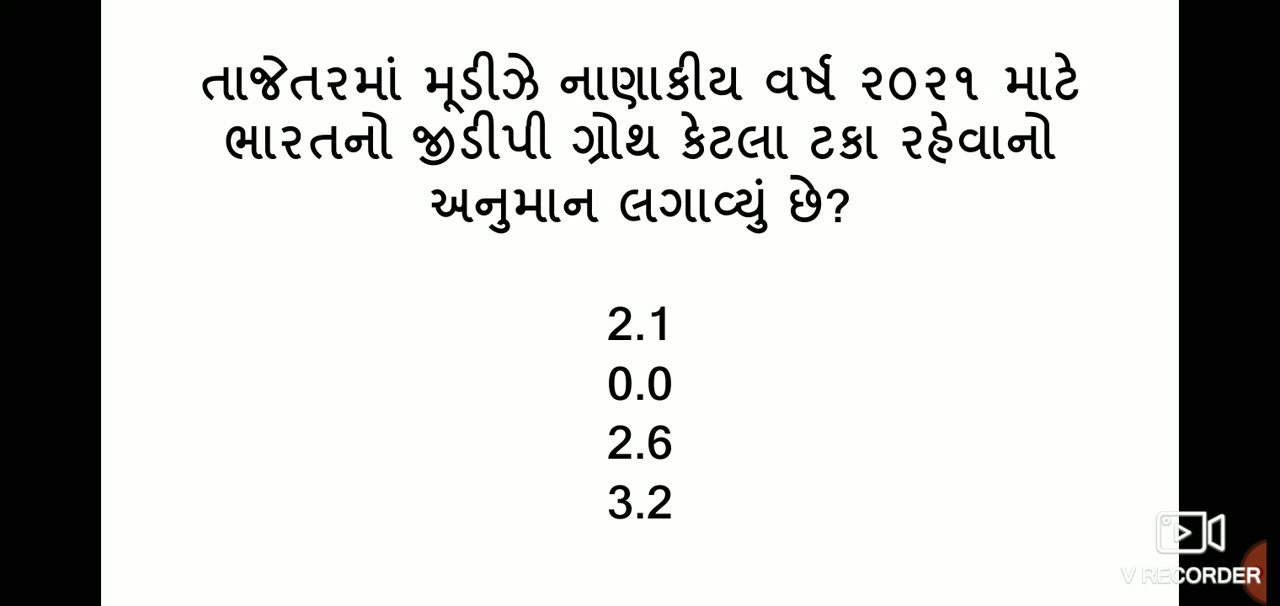 તાજેતરમાં મૂડીઝે નાણાકીય વર્ષ ૨૦૨૧ માટે
ભારતનો જીડીપી ગ્રોથ કેટલા ટકા રહેવાનો
અનુમાન લગાવ્યું છે?
2.1
0.0
2.6
3.2
V RECORDER